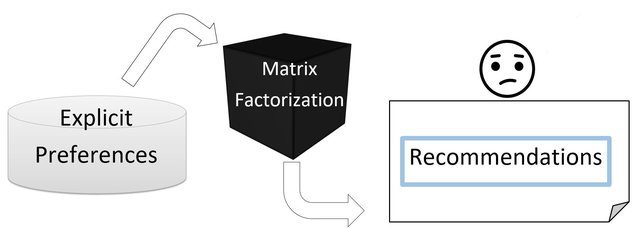 Explicit
Preferences
Matrix
Factorization
Recommendations